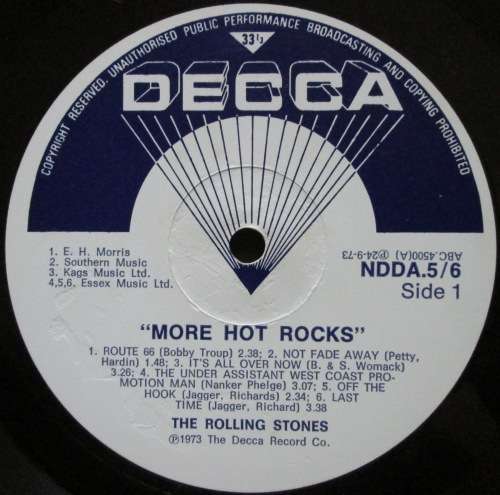 COPYRIGHT RESERVED. UNAUTHORISED PUBLIC PERFORMANCE BROADCASTING AND COPYING PROHIBITED
33⅓
DECCA
1. E. H. Morris
2. Southern Music
3. Kags Music Ltd.
4,5,6. Essex Music Ltd.
ABC.4500(A) Ⓟ24-9-73
NDDA.5/6
Side 1
"MORE HOT ROCKS"
1. ROUTE 66 (Bobby Troup) 2.38; 2. NOT FADE AWAY (Petty,
Hardin) 1.48; 3. IT'S ALL OVER NOW (B. & S. Womack)
3.26; 4. THE UNDER ASSISTANT WEST COAST PRO-
MOTION MAN (Nanker Phelge) 3.07; 5. OFF THE
HOOK (Jagger, Richards) 2.34; 6. LAST
TIME (Jagger, Richard) 3.38
THE ROLLING STONES
Ⓟ1973 The Decca Record Co.